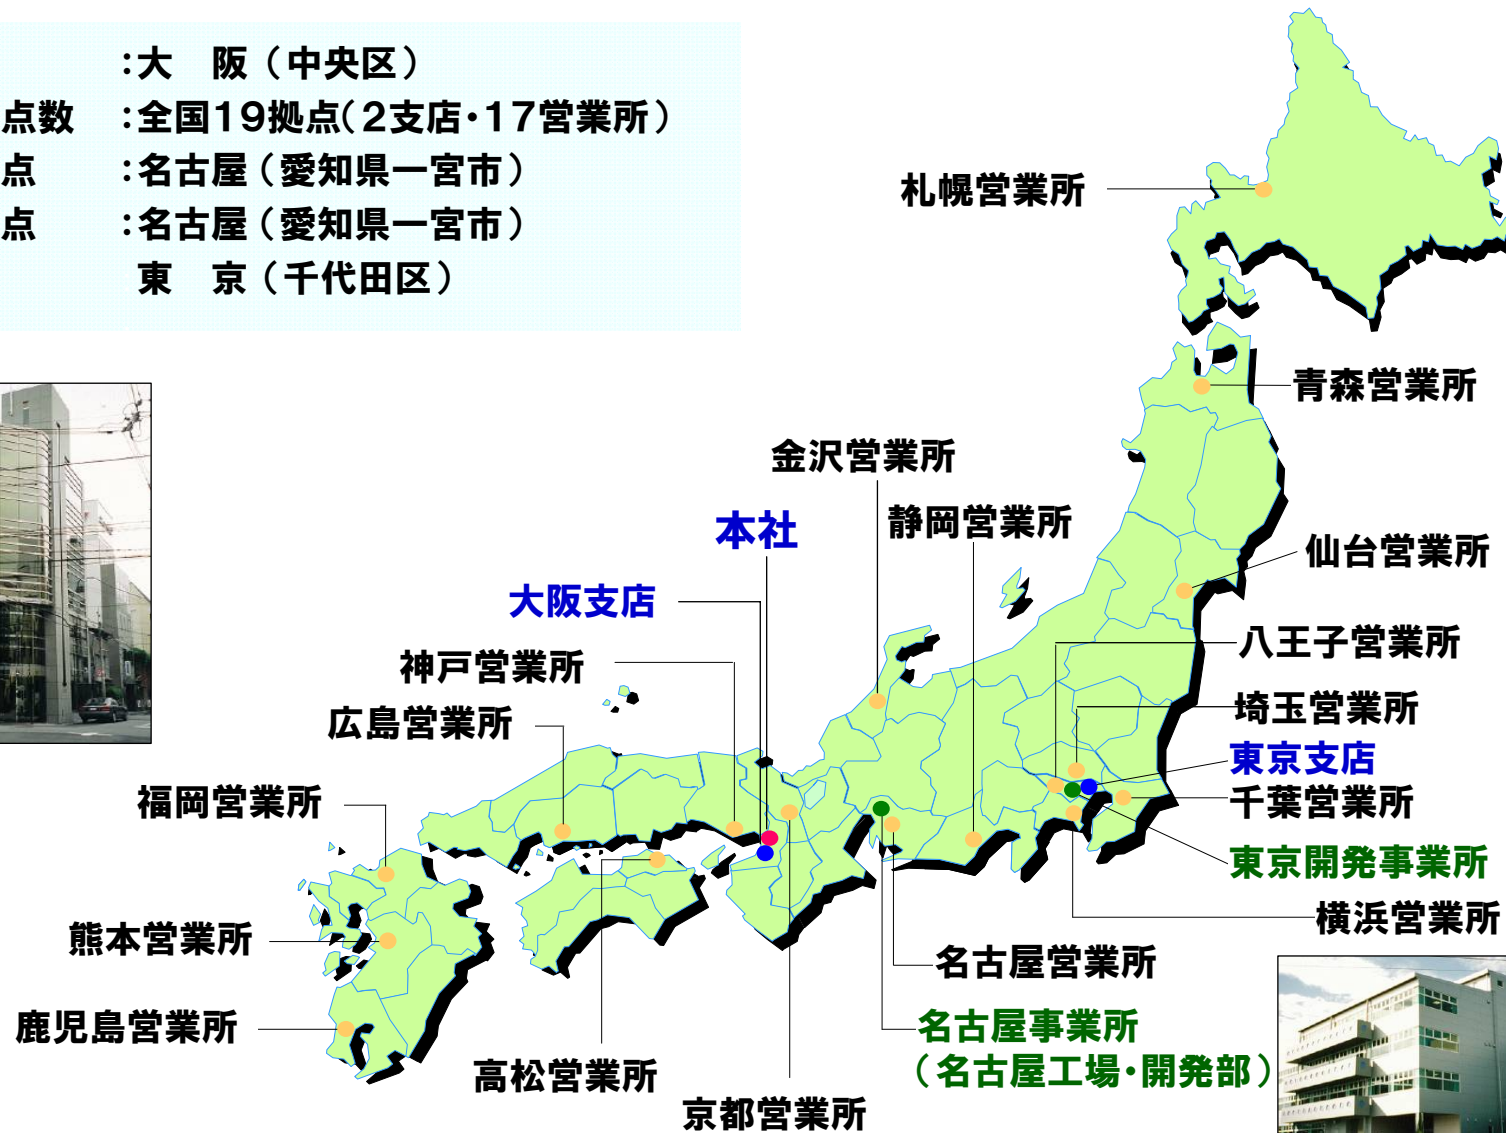 :大　阪（中央区）
点数　:全国19拠点(2支店・17営業所)
点　:名古屋（愛知県一宮市）
点　:名古屋（愛知県一宮市）
東　京（千代田区）
札幌営業所
青森営業所
金沢営業所
本社
静岡営業所
仙台営業所
大阪支店
八王子営業所
神戸営業所
埼玉営業所
広島営業所
東京支店
福岡営業所
千葉営業所
東京開発事業所
横浜営業所
熊本営業所
名古屋営業所
鹿児島営業所
名古屋事業所
（名古屋工場・開発部）
高松営業所
京都営業所